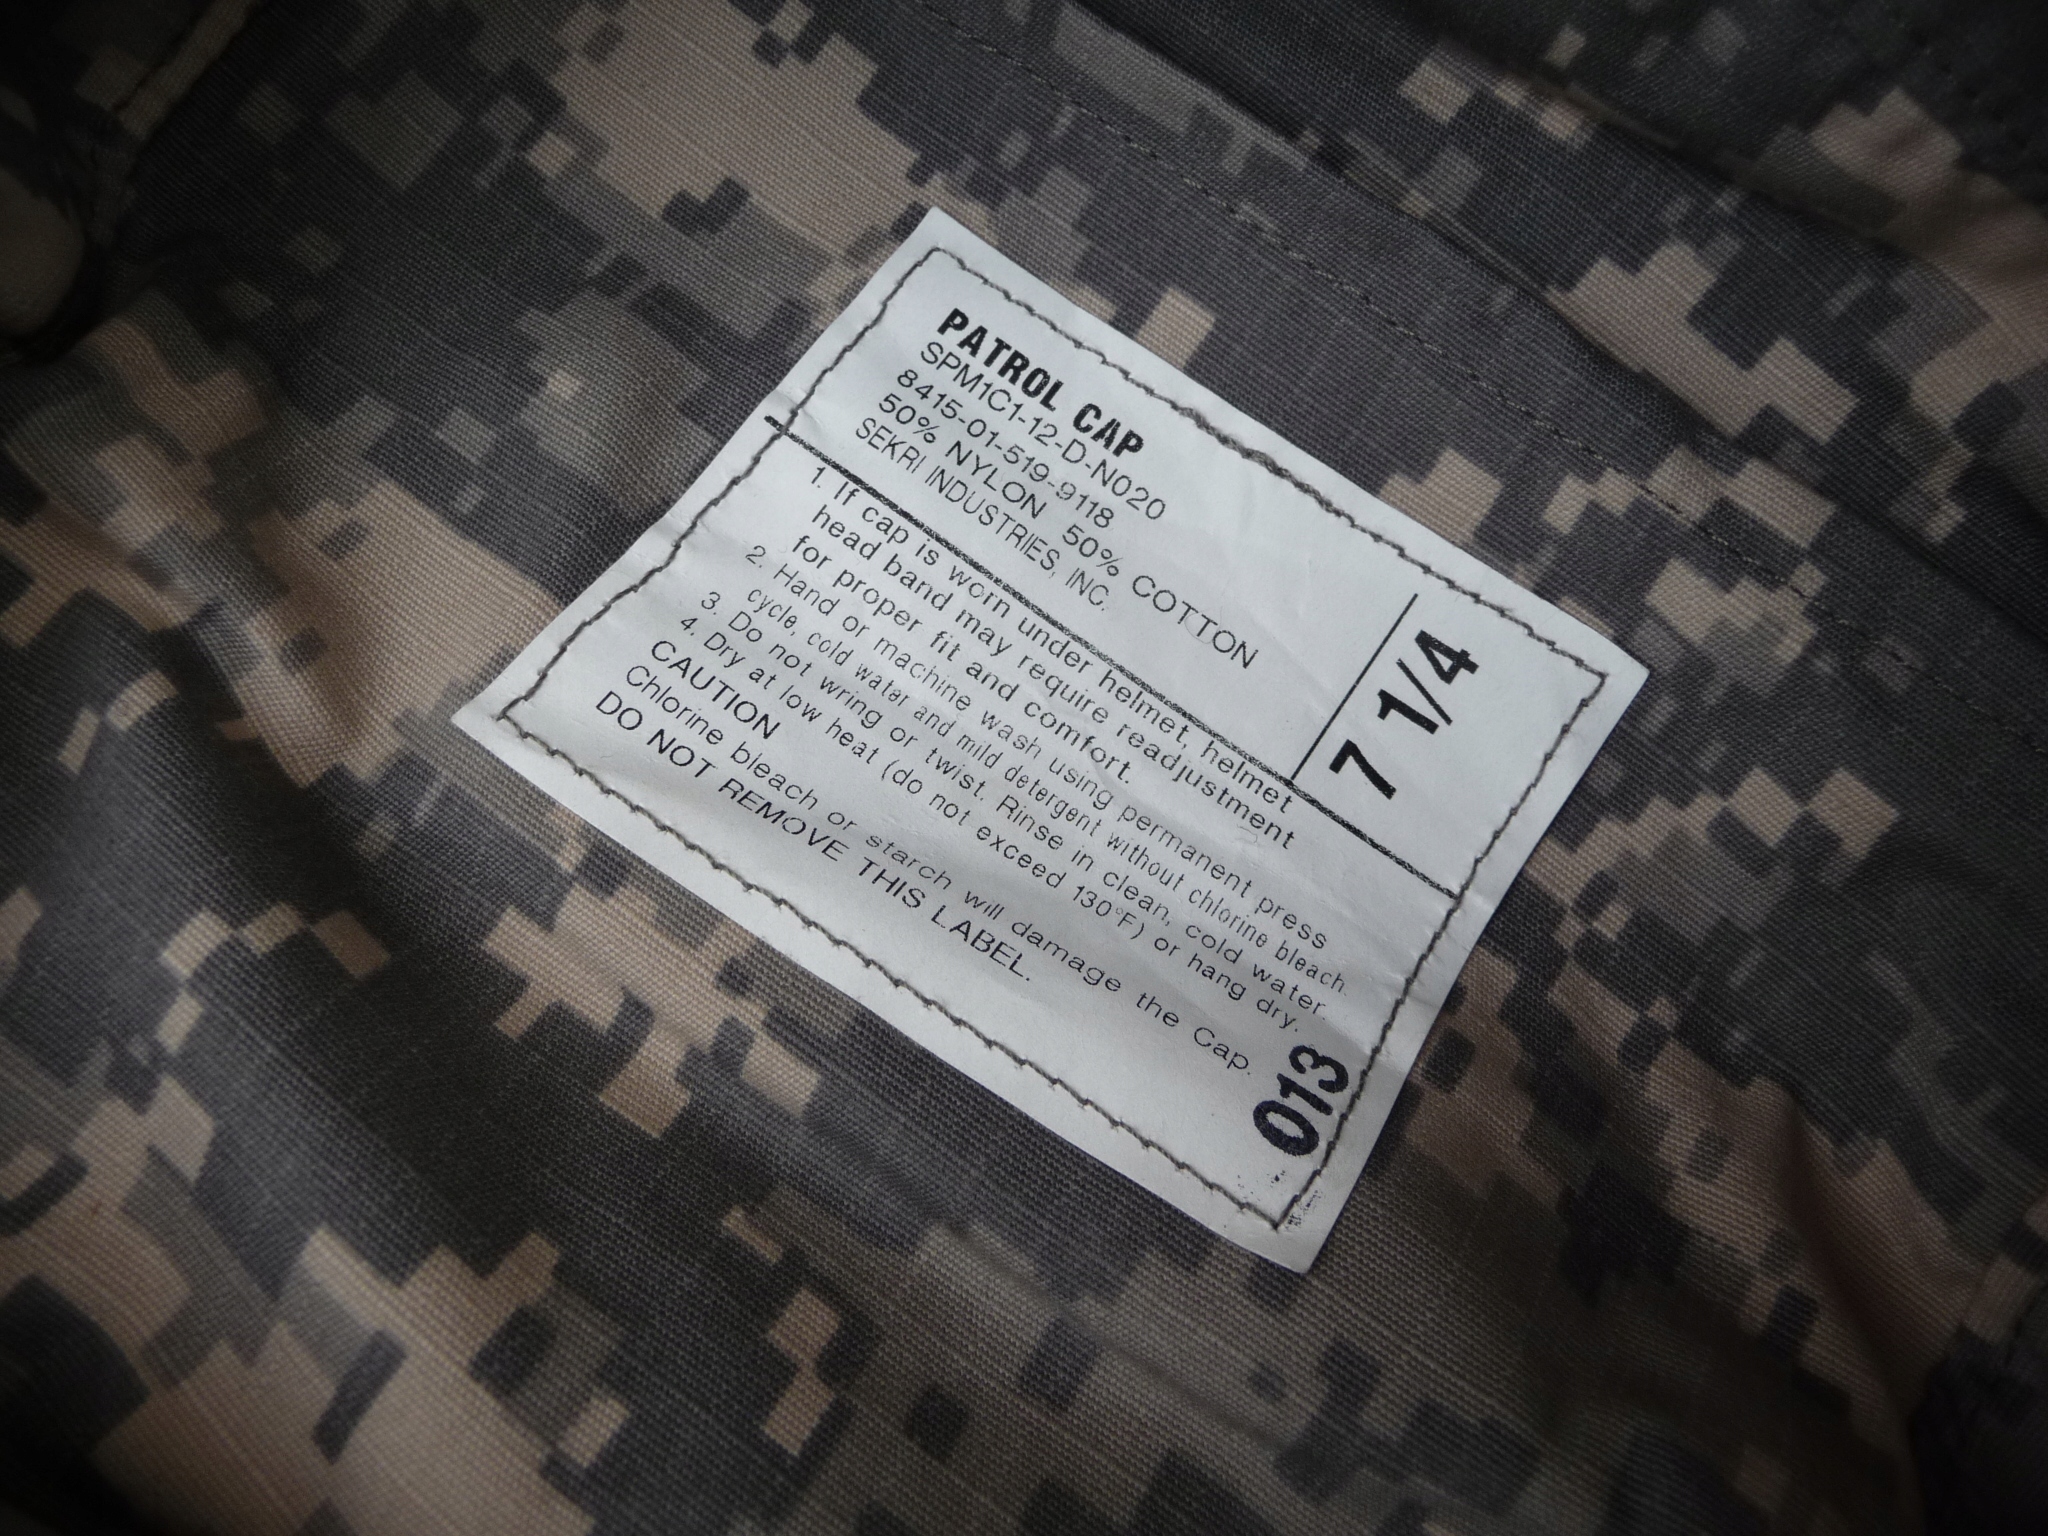 PATROL CAP
SPM1C1-12-D-N020
8415-01-519-9118
50% NYLON 50% COTTON
SEKRI INDUSTRIES, INC.
7 1/4
1. If cap is worn under helmet, helmet
head band may require readjustment
for proper fit and comfort.
2. Hand or machine wash using permanent press
cycle, cold water and mild detergent without chlorine bleach.
3. Do not wring or twist. Rinse in clean, cold water.
4. Dry at low heat (do not exceed 130°F) or hang dry.
CAUTION
Chlorine bleach or starch will damage the Cap.
DO NOT REMOVE THIS LABEL.
013